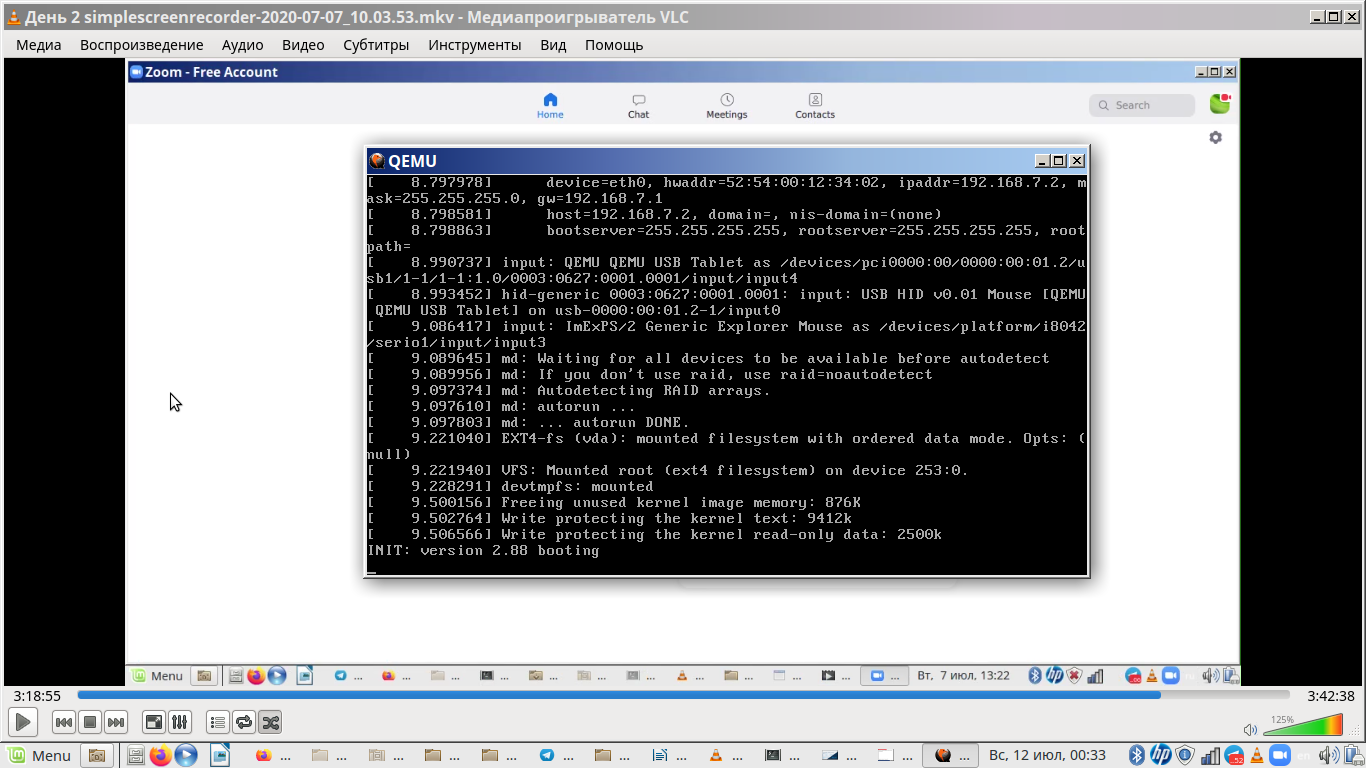 День 2 simplescreenrecorder-2020-07-07_10.03.53.mkv - Медиапроигрыватель VLC
Медиа Воспроизведение Аудио Видео Субтитры Инструменты Вид Помощь
Zoom - Free Account
Home Chat Meetings Contacts Search
QEMU
[    8.797978]      device=eth0, hwaddr=52:54:00:12:34:02, ipaddr=192.168.7.2, m
ask=255.255.255.0, gw=192.168.7.1
[    8.798581]      host=192.168.7.2, domain=, nis-domain=(none)
[    8.798863]      bootserver=255.255.255.255, rootserver=255.255.255.255, root
path=
[    8.990737] input: QEMU QEMU USB Tablet as /devices/pci0000:00/0000:00:01.2/u
sb1/1-1/1-1:1.0/0003:0627:0001.0001/input/input4
[    8.993452] hid-generic 0003:0627:0001.0001: input: USB HID v0.01 Mouse [QEMU
 QEMU USB Tablet] on usb-0000:00:01.2-1/input0
[    9.086417] input: ImExPS/2 Generic Explorer Mouse as /devices/platform/i8042
/serio1/input/input3
[    9.089645] md: Waiting for all devices to be available before autodetect
[    9.089956] md: If you don't use raid, use raid=noautodetect
[    9.097374] md: Autodetecting RAID arrays.
[    9.097610] md: autorun ...
[    9.097803] md: ... autorun DONE.
[    9.221040] EXT4-fs (vda): mounted filesystem with ordered data mode. Opts: (
null)
[    9.221940] VFS: Mounted root (ext4 filesystem) on device 253:0.
[    9.228291] devtmpfs: mounted
[    9.500156] Freeing unused kernel image memory: 876K
[    9.502764] Write protecting the kernel text: 9412k
[    9.506566] Write protecting the kernel read-only data: 2500k
INIT: version 2.88 booting
Menu ... ... ... ... ... ... ... ... ... ... ... ... Вт, 7 июл, 13:22
3:18:55 3:42:38
125%
Menu ... ... ... ... ... ... ... ... ... ... ... ... ... Вс, 12 июл, 00:33 .52 en